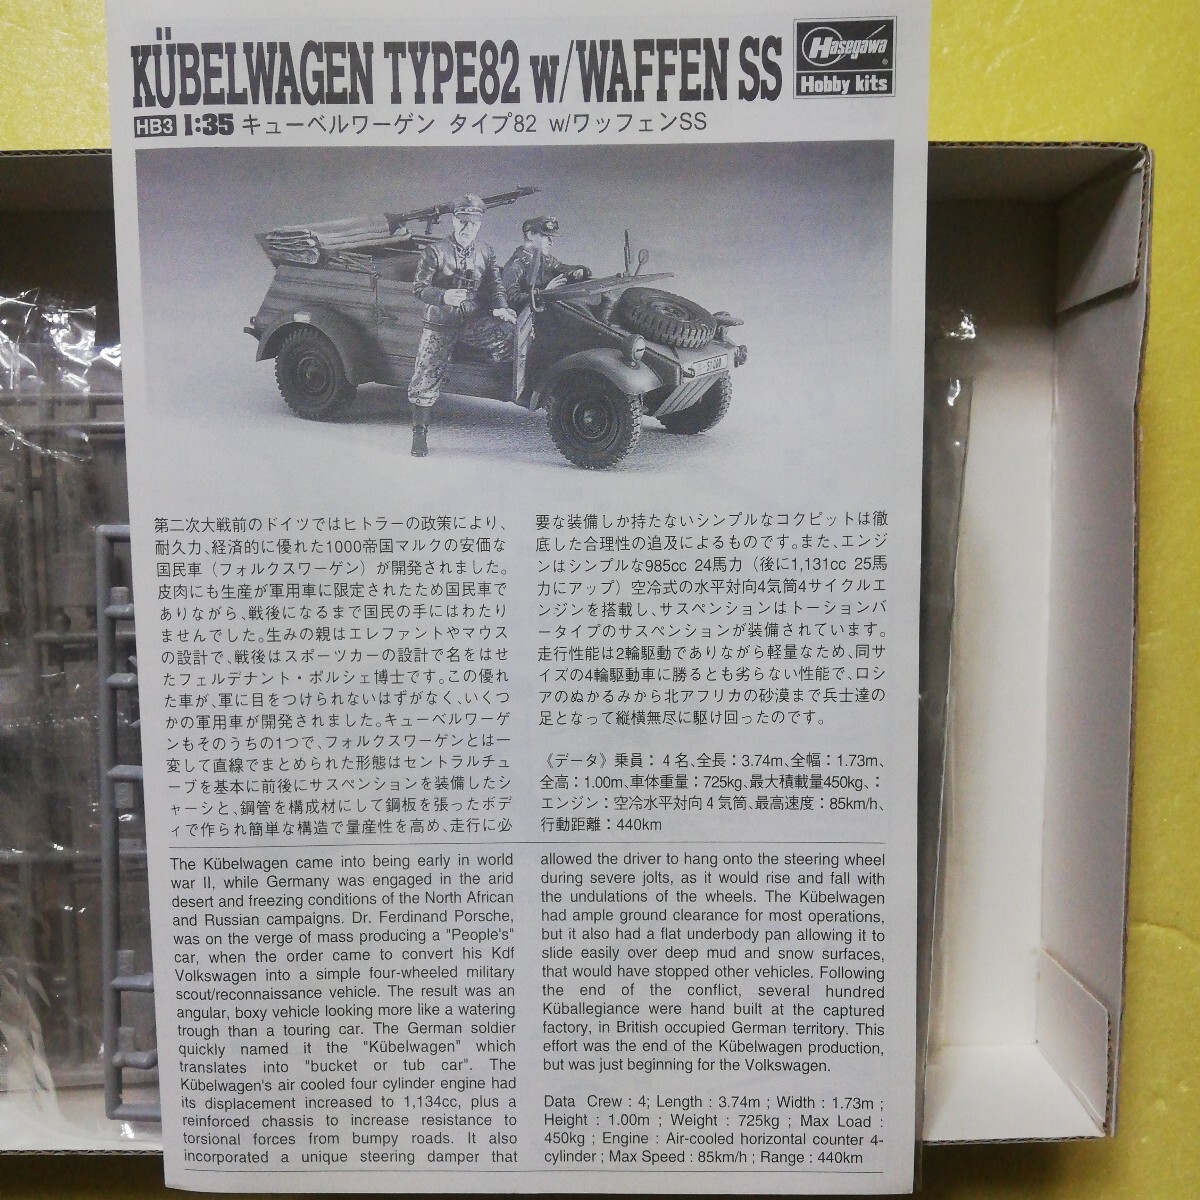 KÜBELWAGEN TYPE82 w/WAFFEN SS
Hasegawa
Hobby kits
HB3 1:35 キューベルワーゲン タイプ82 w/ワッフェンSS
第二次大戦前のドイツではヒトラーの政策により、
耐久力、経済的に優れた1000帝国マルクの安価な
国民車（フォルクスワーゲン）が開発されました。
皮肉にも生産が軍用車に限定されたため国民車で
ありながら、戦後になるまで国民の手にはわたり
ませんでした。生みの親はエレファントやマウス
の設計で、戦後はスポーツカーの設計で名をはせ
たフェルデナント・ポルシェ博士です。この優れ
た車が、軍に目をつけられないはずがなく、いくつ
かの軍用車が開発されました。キューベルワーゲ
ンもそのうちの1つで、フォルクスワーゲンとは一
変して直線でまとめられた形態はセントラルチュ
ーブを基本に前後にサスペンションを装備したシ
ャーシと、鋼管を構成材にして鋼板を張ったボデ
ィで作られ簡単な構造で量産性を高め、走行に必
要な装備しか持たないシンプルなコクピットは徹
底した合理性の追及によるものです。また、エンジ
ンはシンプルな985cc 24馬力（後に1,131cc 25馬
力にアップ）空冷式の水平対向4気筒4サイクルエ
ンジンを搭載し、サスペンションはトーションバ
ータイプのサスペンションが装備されています。
走行性能は2輪駆動でありながら軽量なため、同サ
イズの4輪駆動車に勝るとも劣らない性能で、ロシ
アのぬかるみから北アフリカの砂漠まで兵士達の
足となって縦横無尽に駆け回ったのです。
《データ》乗員：4名、全長：3.74m、全幅：1.73m、
全高：1.00m、車体重量：725kg、最大積載量450kg、：
エンジン：空冷水平対向4気筒、最高速度：85km/h、
行動距離：440km
The Kübelwagen came into being early in world
war II, while Germany was engaged in the arid
desert and freezing conditions of the North African
and Russian campaigns. Dr. Ferdinand Porsche,
was on the verge of mass producing a "People's"
car, when the order came to convert his Kdf
Volkswagen into a simple four-wheeled military
scout/reconnaissance vehicle. The result was an
angular, boxy vehicle looking more like a watering
trough than a touring car. The German soldier
quickly named it the "Kübelwagen" which
translates into "bucket or tub car". The
Kübelwagen's air cooled four cylinder engine had
its displacement increased to 1,134cc, plus a
reinforced chassis to increase resistance to
torsional forces from bumpy roads. It also
incorporated a unique steering damper that
allowed the driver to hang onto the steering wheel
during severe jolts, as it would rise and fall with
the undulations of the wheels. The Kübelwagen
had ample ground clearance for most operations,
but it also had a flat underbody pan allowing it to
slide easily over deep mud and snow surfaces,
that would have stopped other vehicles. Following
the end of the conflict, several hundred
Küballegiance were hand built at the captured
factory, in British occupied German territory. This
effort was the end of the Kübelwagen production,
but was just beginning for the Volkswagen.
Data Crew : 4; Length : 3.74m ; Width : 1.73m ;
Height : 1.00m ; Weight : 725kg ; Max Load :
450kg ; Engine : Air-cooled horizontal counter 4-
cylinder ; Max Speed : 85km/h ; Range : 440km